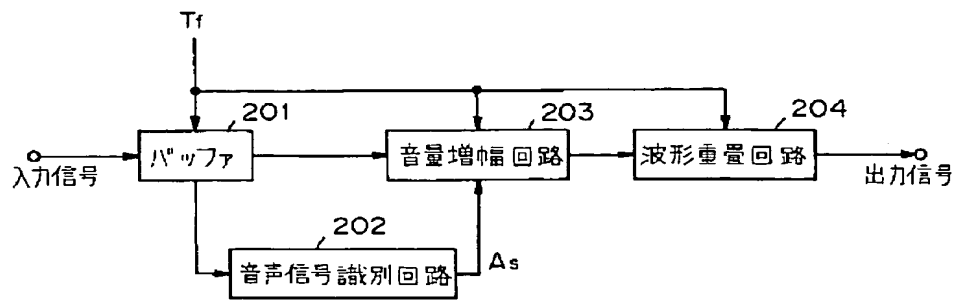 Tf
201
203
204
バッファ
音量増幅回路
波形重畳回路
入力信号
出力信号
202
音声信号識別回路
As